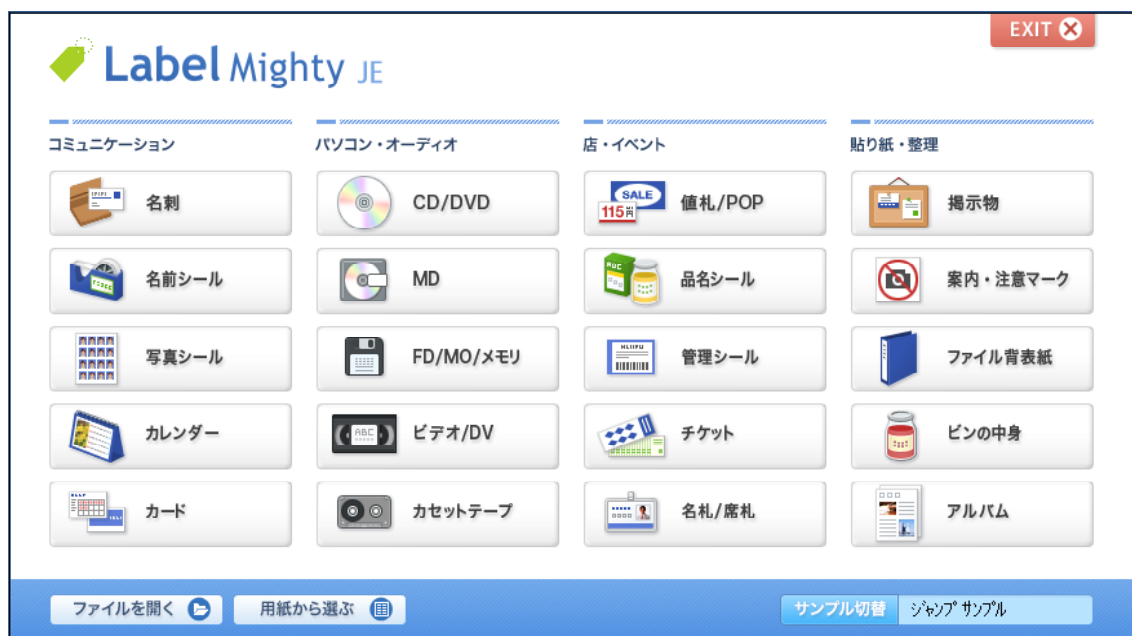 EXIT
Label Mighty JE
コミュニケーション
パソコン・オーディオ
店・イベント
貼り紙・整理
名刺
CD/DVD
SALE
115円
値札/POP
掲示物
名前シール
MD
ABC
品名シール
案内・注意マーク
写真シール
FD/MO/メモリ
管理シール
ファイル背表紙
カレンダー
ABC
ビデオ/DV
チケット
ビンの中身
カード
カセットテープ
名札/席札
アルバム
ファイルを開く
用紙から選ぶ
サンプル切替
ジャンプサンプル